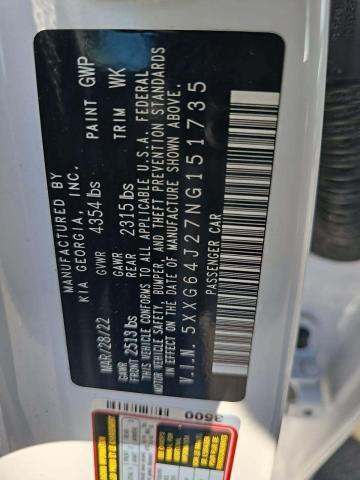 MANUFACTURED BY
KIA GEORGIA, INC.
MAR/28/22 GVWR 4354 lbs PAINT GWP
GAWR FRONT 2513 lbs GAWR REAR 2315 lbs TRIM WK
THIS VEHICLE CONFORMS TO ALL APPLICABLE U.S.A. FEDERAL
MOTOR VEHICLE SAFETY, BUMPER, AND THEFT PREVENTION STANDARDS
IN EFFECT ON THE DATE OF MANUFACTURE SHOWN ABOVE.
V.I.N. 5XXG64J27NG151735
PASSENGER CAR
3500